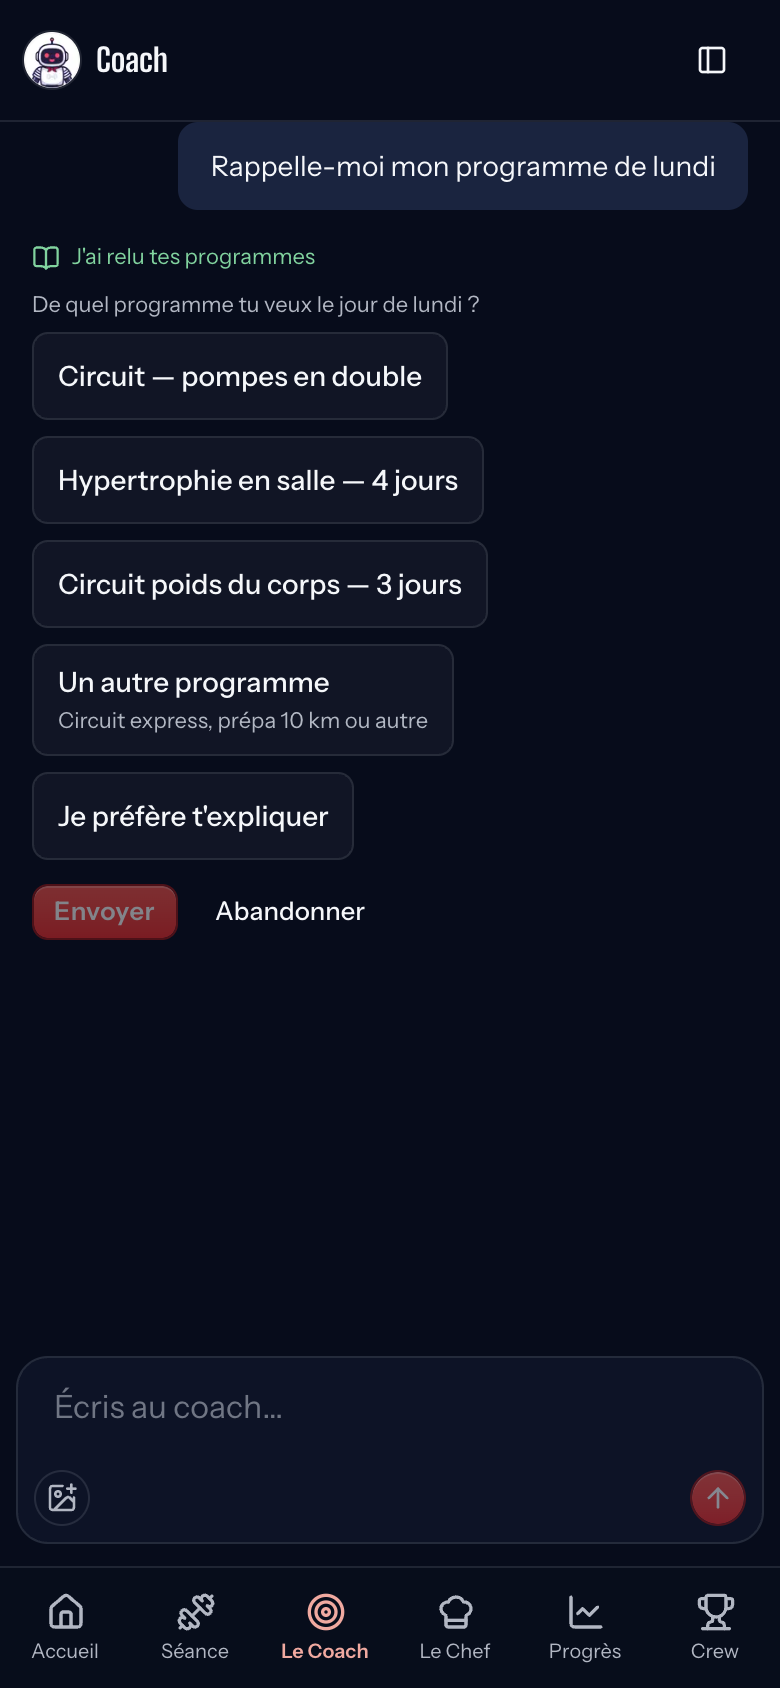 Coach
Rappelle-moi mon programme de lundi
J'ai relu tes programmes
De quel programme tu veux le jour de lundi ?
Circuit — pompes en double
Hypertrophie en salle — 4 jours
Circuit poids du corps — 3 jours
Un autre programme
Circuit express, prépa 10 km ou autre
Je préfère t'expliquer
Envoyer Abandonner
Écris au coach...
Accueil Séance Le Coach Le Chef Progrès Crew